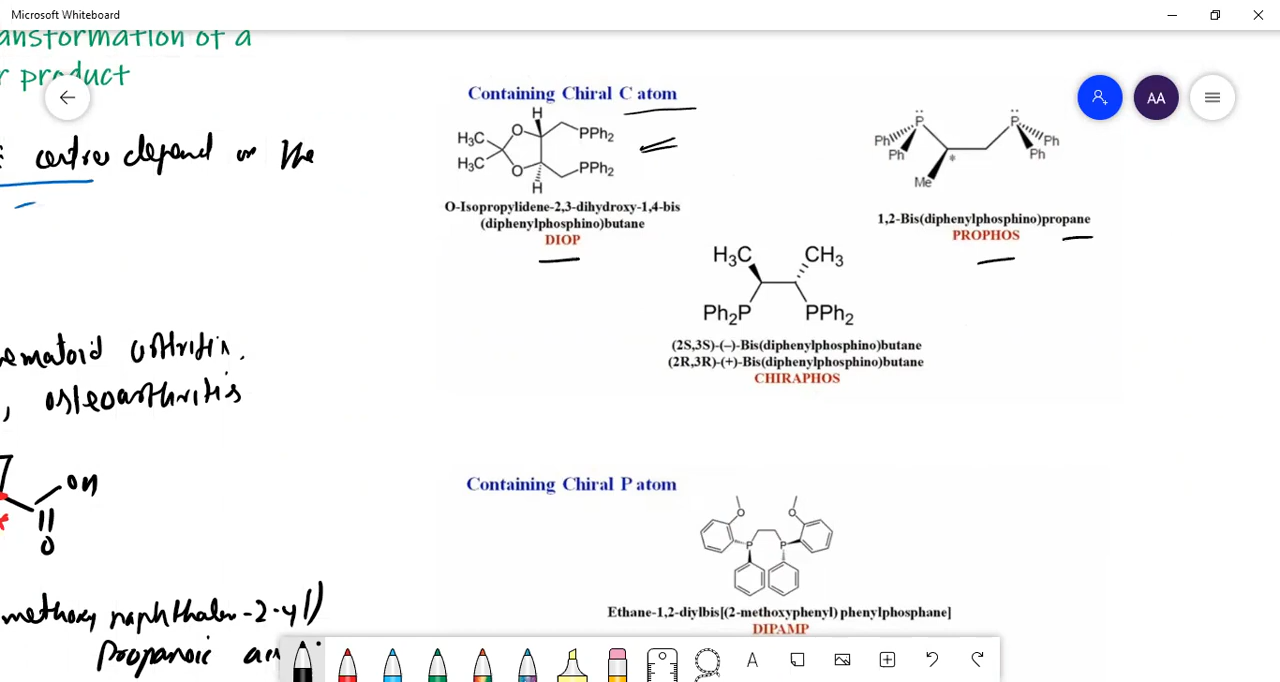 Microsoft Whiteboard
ansformation of a
r product
centres depend on the
ematoid arthritis.
, osteoarthritis
OH
O
methoxy naphthalen-2-yl)
Propanoic
Containing Chiral C atom
H
H3C
O
PPh2
H3C
O
PPh2
H
O-Isopropylidene-2,3-dihydroxy-1,4-bis
(diphenylphosphino)butane
DIOP
P
P
Ph
Ph
Ph
Ph
*
Me
1,2-Bis(diphenylphosphino)propane
PROPHOS
H3C
CH3
Ph2P
PPh2
(2S,3S)-(–)-Bis(diphenylphosphino)butane
(2R,3R)-(+)-Bis(diphenylphosphino)butane
CHIRAPHOS
Containing Chiral P atom
O
O
P
P
Ethane-1,2-diylbis[(2-methoxyphenyl) phenylphosphane]
DIPAMP
AA
A